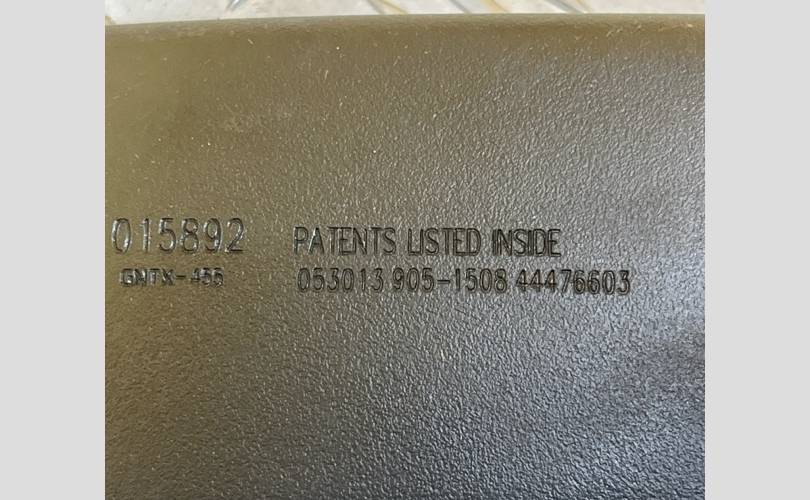 015892 PATENTS LISTED INSIDE
GNTX-455 053013 905-1508 44476603